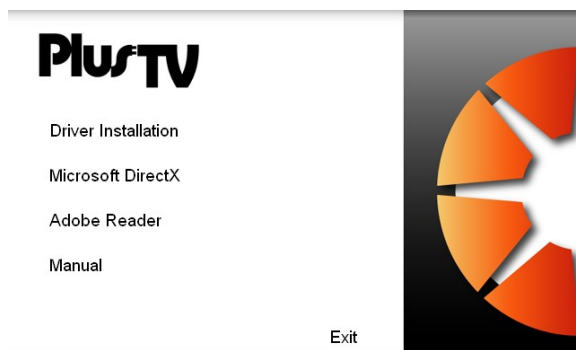 PlusTV
Driver Installation
Microsoft DirectX
Adobe Reader
Manual
Exit